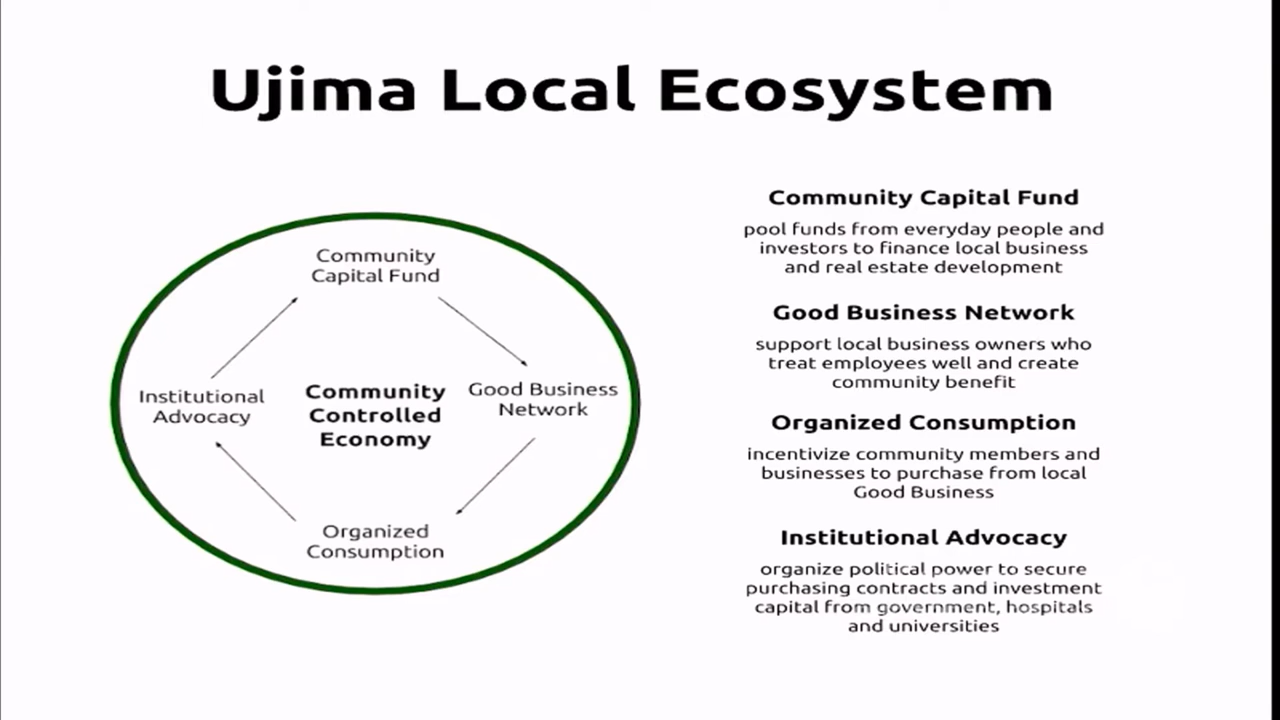 Ujima Local Ecosystem
Community
Capital Fund
Institutional
Advocacy
Community
Controlled
Economy
Good Business
Network
Organized
Consumption
Community Capital Fund
pool funds from everyday people and
investors to finance local business
and real estate development
Good Business Network
support local business owners who
treat employees well and create
community benefit
Organized Consumption
incentivize community members and
businesses to purchase from local
Good Business
Institutional Advocacy
organize political power to secure
purchasing contracts and investment
capital from government, hospitals
and universities